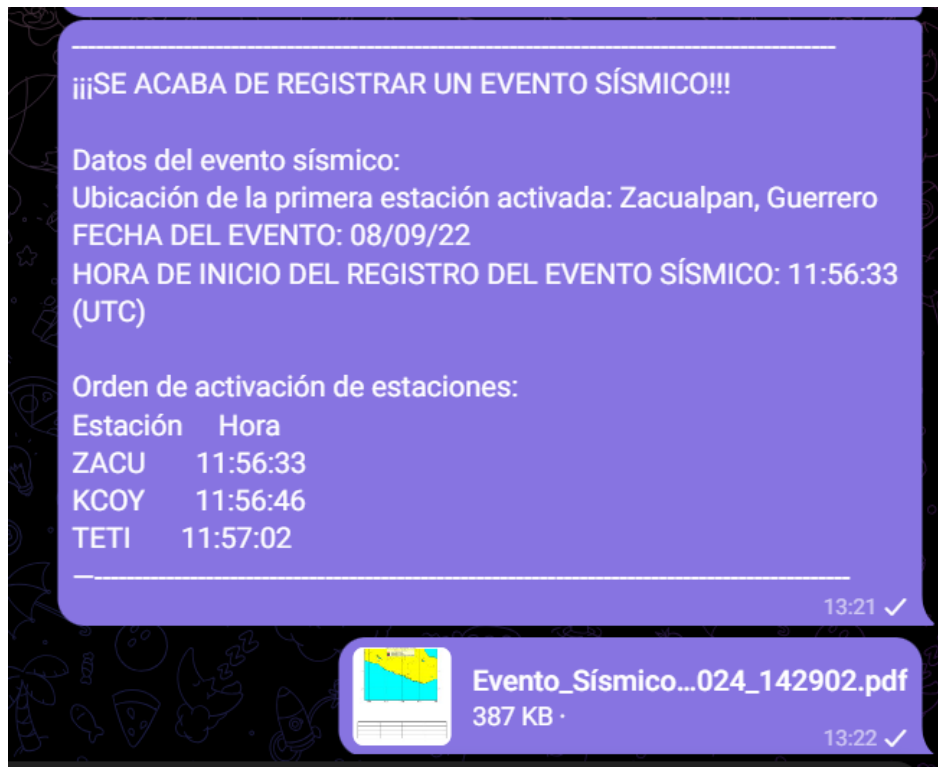 ¡¡¡SE ACABA DE REGISTRAR UN EVENTO SÍSMICO!!!
Datos del evento sísmico:
Ubicación de la primera estación activada: Zacualpan, Guerrero
FECHA DEL EVENTO: 08/09/22
HORA DE INICIO DEL REGISTRO DEL EVENTO SÍSMICO: 11:56:33
(UTC)
Orden de activación de estaciones:
Estación Hora
ZACU 11:56:33
KCOY 11:56:46
TETI 11:57:02
13:21
Evento_Sísmico...024_142902.pdf
387 KB ·
13:22